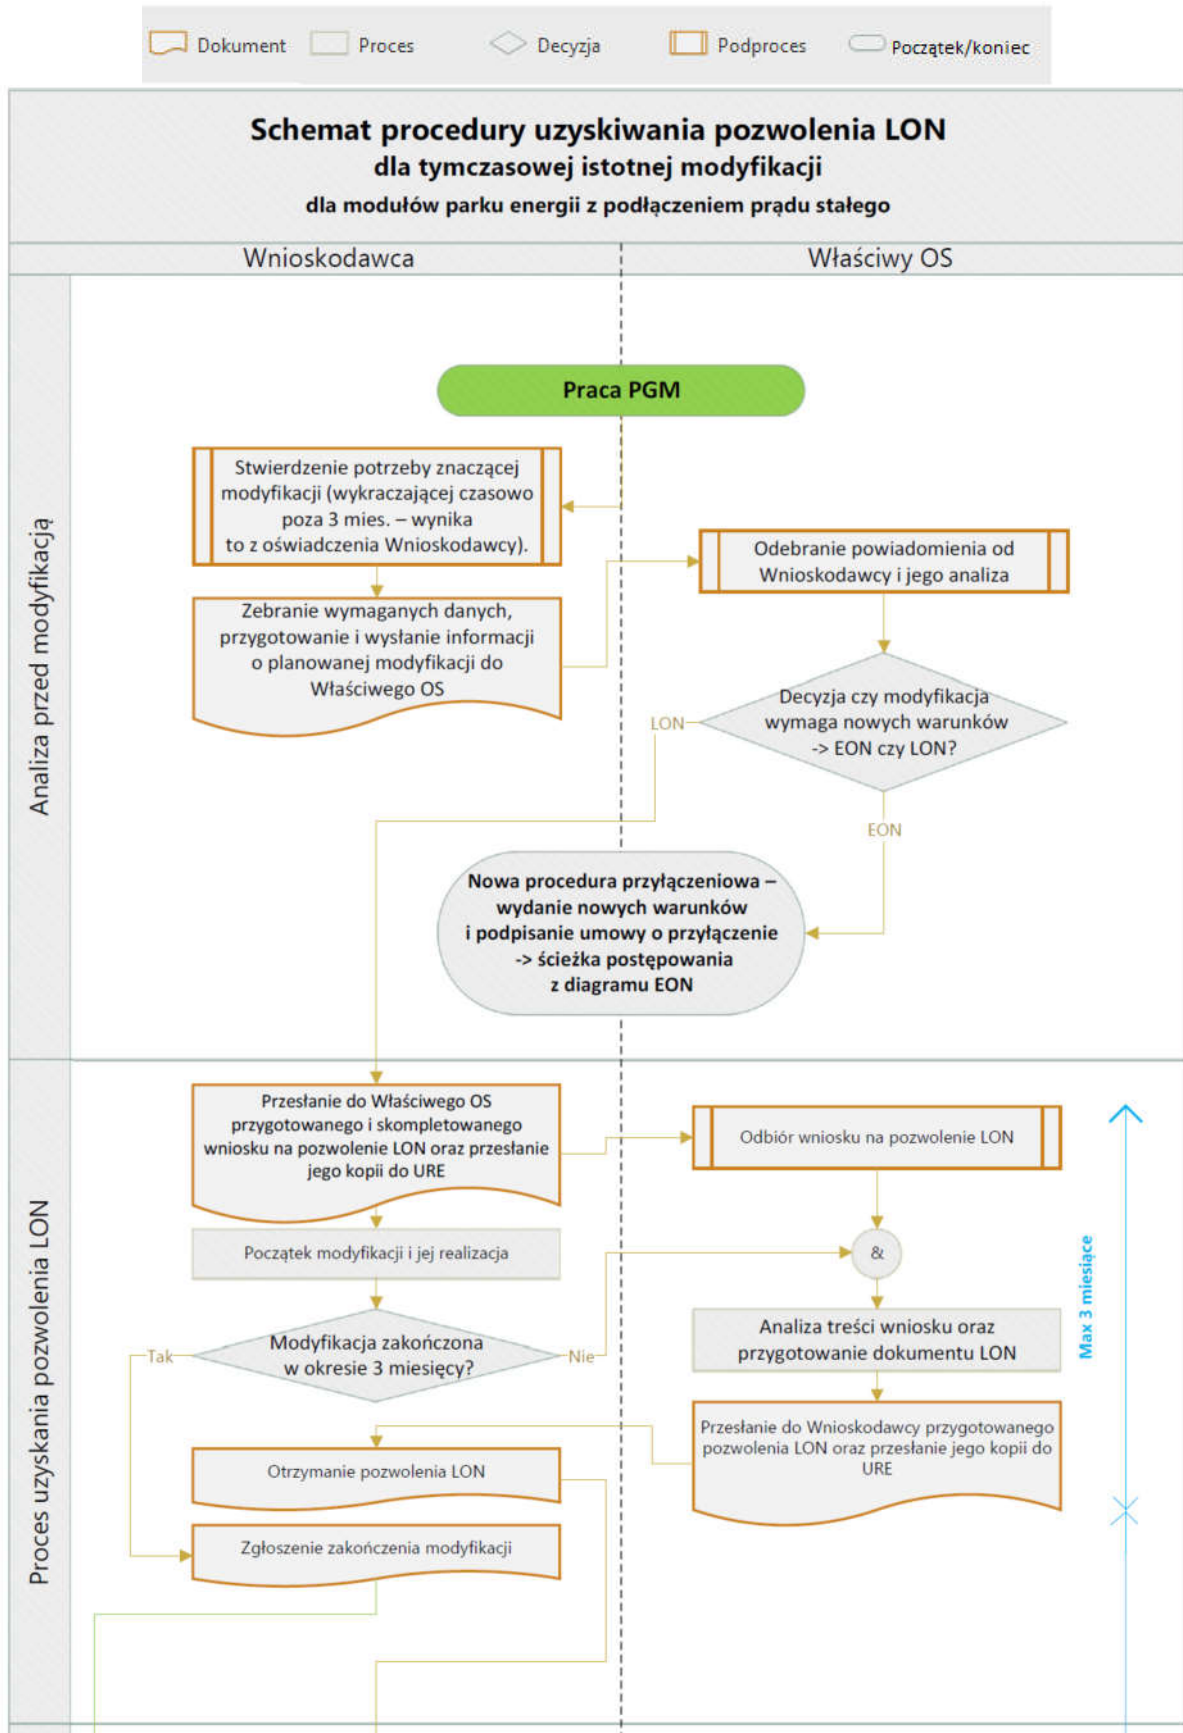 Dokument
Proces
Decyzja
Podproces
Początek/koniec
Schemat procedury uzyskiwania pozwolenia LON
dla tymczasowej istotnej modyfikacji
dla modułów parku energii z podłączeniem prądu stałego
Wnioskodawca
Właściwy OS
Analiza przed modyfikacją
Praca PGM
Stwierdzenie potrzeby znaczącej
modyfikacji (wykraczającej czasowo
poza 3 mies. – wynika
to z oświadczenia Wnioskodawcy).
Odebranie powiadomienia od
Wnioskodawcy i jego analiza
Zebranie wymaganych danych,
przygotowanie i wysłanie informacji
o planowanej modyfikacji do
Właściwego OS
Decyzja czy modyfikacja
wymaga nowych warunków
-> EON czy LON?
LON
EON
Nowa procedura przyłączeniowa –
wydanie nowych warunków
i podpisanie umowy o przyłączenie
-> ścieżka postępowania
z diagramu EON
Proces uzyskania pozwolenia LON
Przesłanie do Właściwego OS
przygotowanego i skompletowanego
wniosku na pozwolenie LON oraz przesłanie
jego kopii do URE
Odbiór wniosku na pozwolenie LON
Początek modyfikacji i jej realizacja
&
Max 3 miesiące
Modyfikacja zakończona
w okresie 3 miesięcy?
Tak
Nie
Analiza treści wniosku oraz
przygotowanie dokumentu LON
Przesłanie do Wnioskodawcy przygotowanego
pozwolenia LON oraz przesłanie jego kopii do
URE
Otrzymanie pozwolenia LON
Zgłoszenie zakończenia modyfikacji